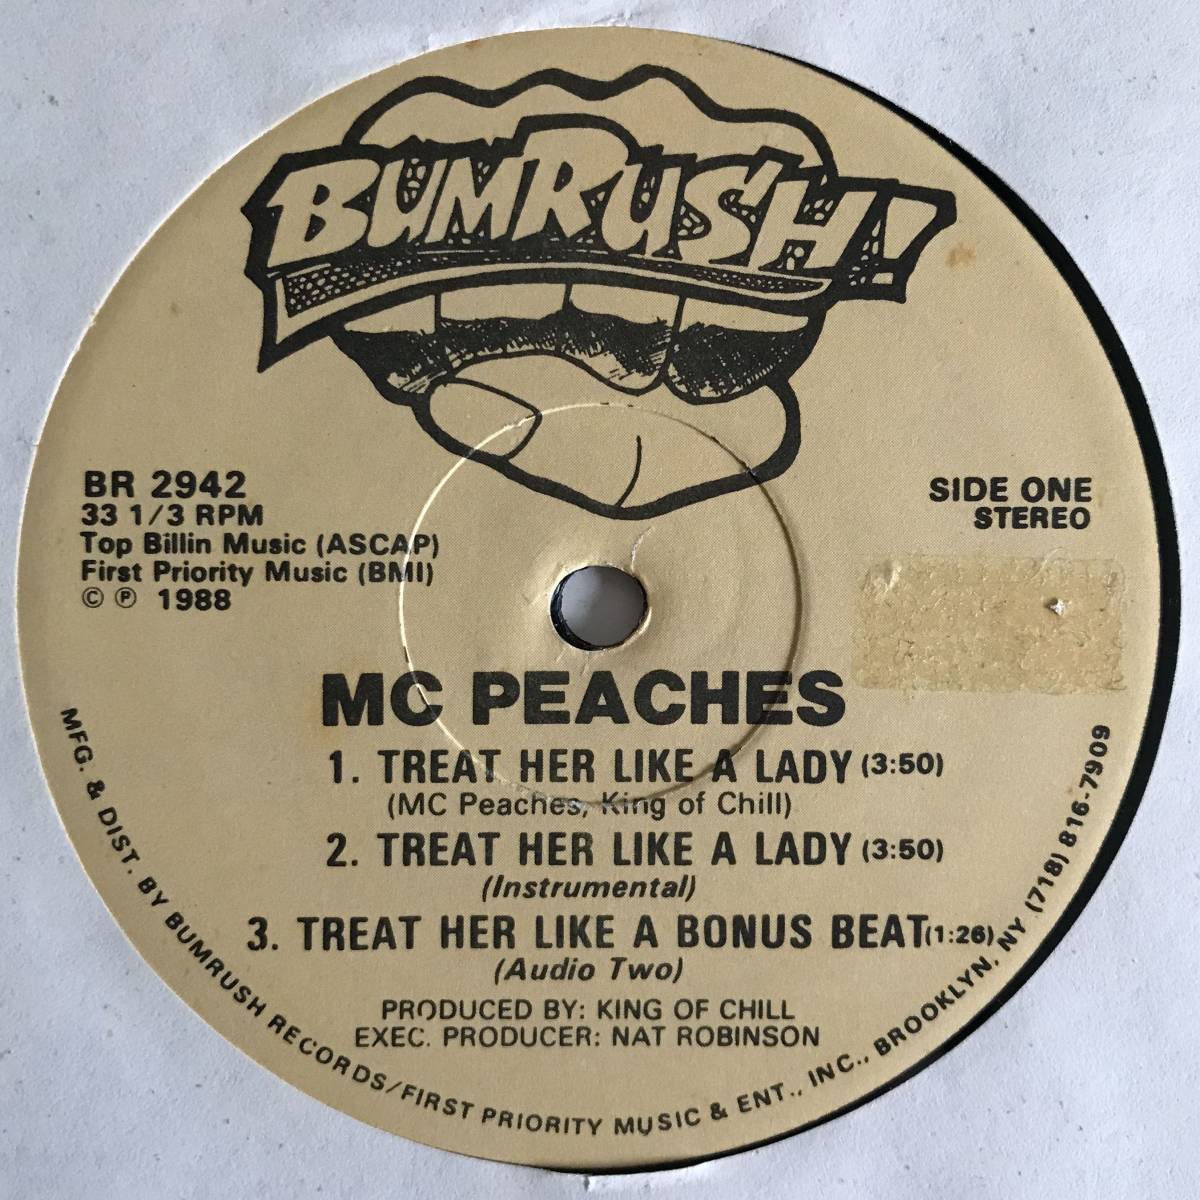 BUMRUSH!
BR 2942
33 1/3 RPM
Top Billin Music (ASCAP)
First Priority Music (BMI)
© ℗ 1988
SIDE ONE
STEREO
MC PEACHES
1. TREAT HER LIKE A LADY (3:50)
(MC Peaches, King of Chill)
2. TREAT HER LIKE A LADY (3:50)
(Instrumental)
3. TREAT HER LIKE A BONUS BEAT (1:26)
(Audio Two)
PRODUCED BY: KING OF CHILL
EXEC. PRODUCER: NAT ROBINSON
MFG. & DIST. BY BUMRUSH RECORDS/FIRST PRIORITY MUSIC & ENT., INC., BROOKLYN, NY (718) 816-7909